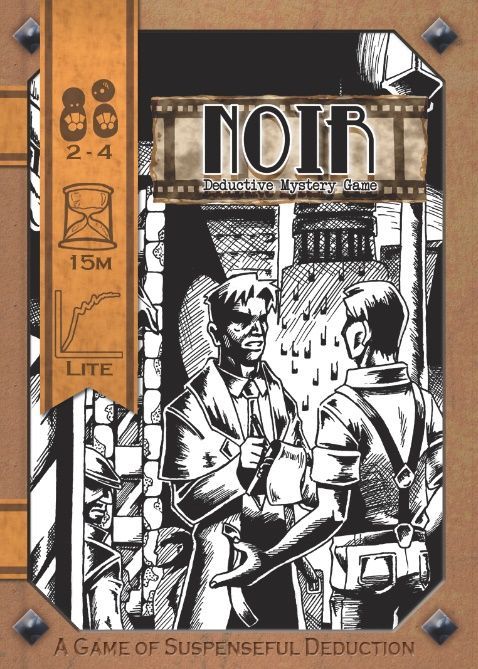 2 - 4
15M
LITE
NOIR
Deductive Mystery Game
A GAME OF SUSPENSEFUL DEDUCTION